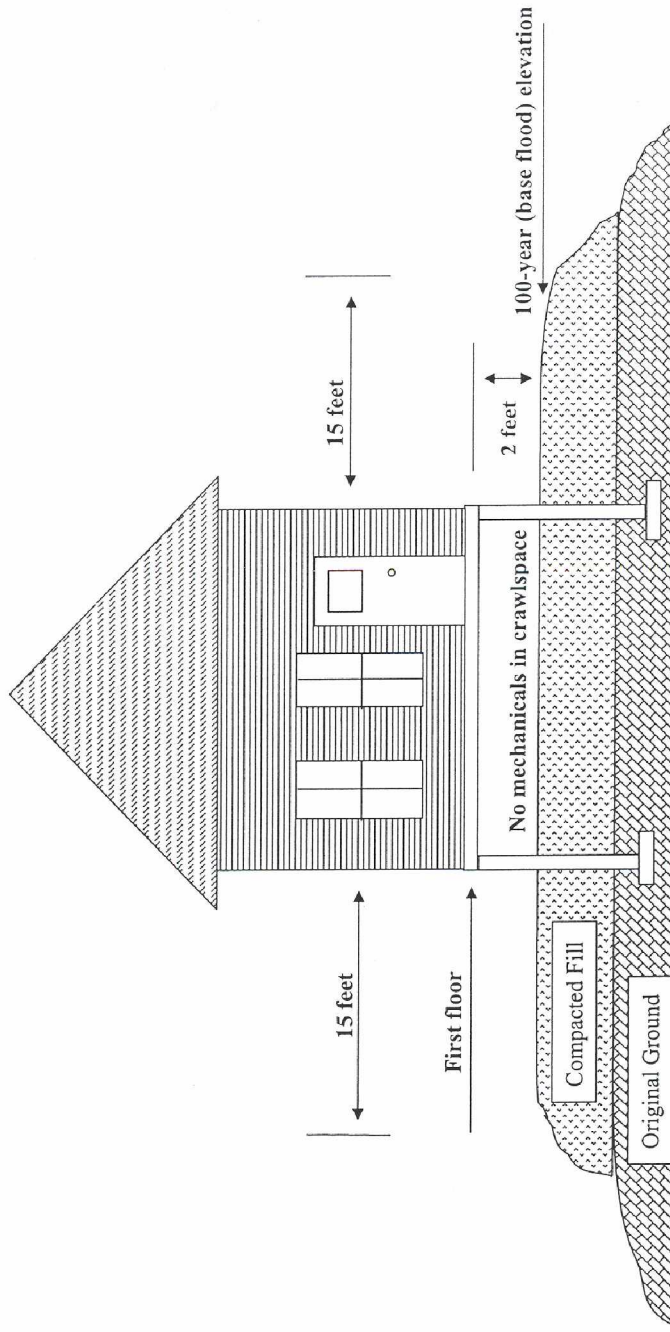 15 feet
15 feet
First floor
2 feet
100-year (base flood) elevation
No mechanicals in crawlspace
Compacted Fill
Original Ground